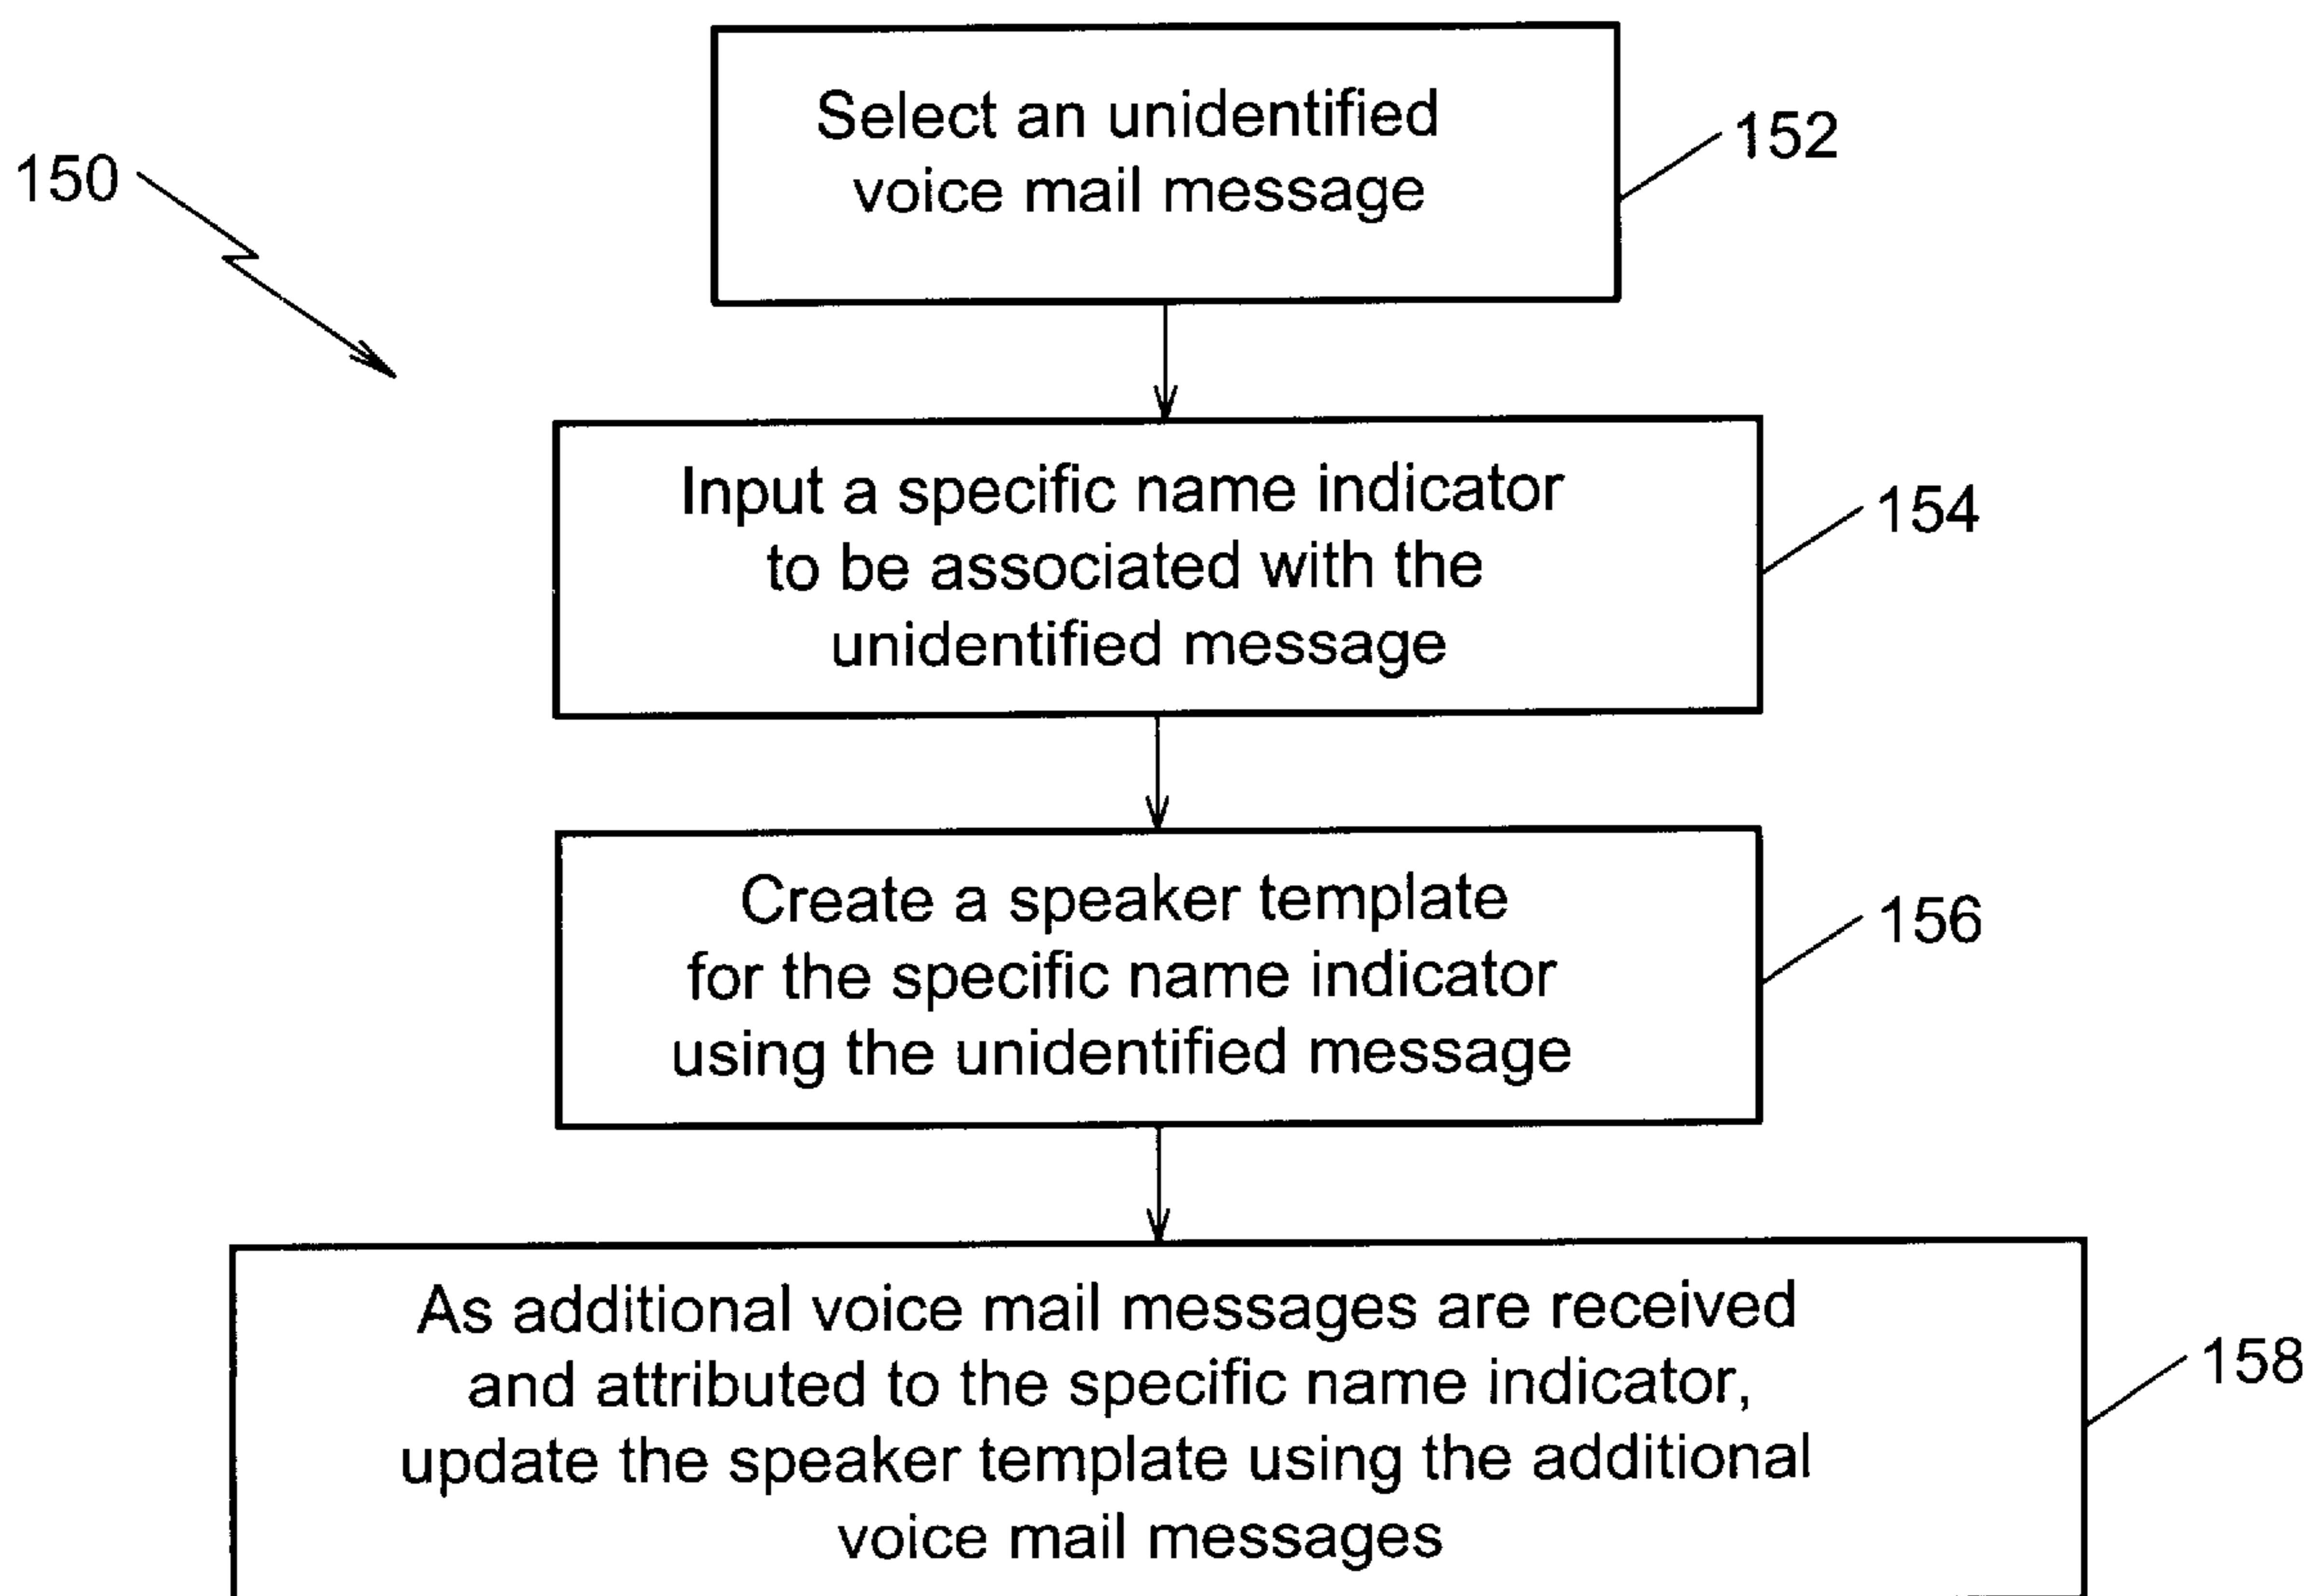 Select an unidentified
voice mail message
152
150
Input a specific name indicator
to be associated with the
unidentified message
154
Create a speaker template
for the specific name indicator
using the unidentified message
156
As additional voice mail messages are received
and attributed to the specific name indicator,
update the speaker template using the additional
voice mail messages
158